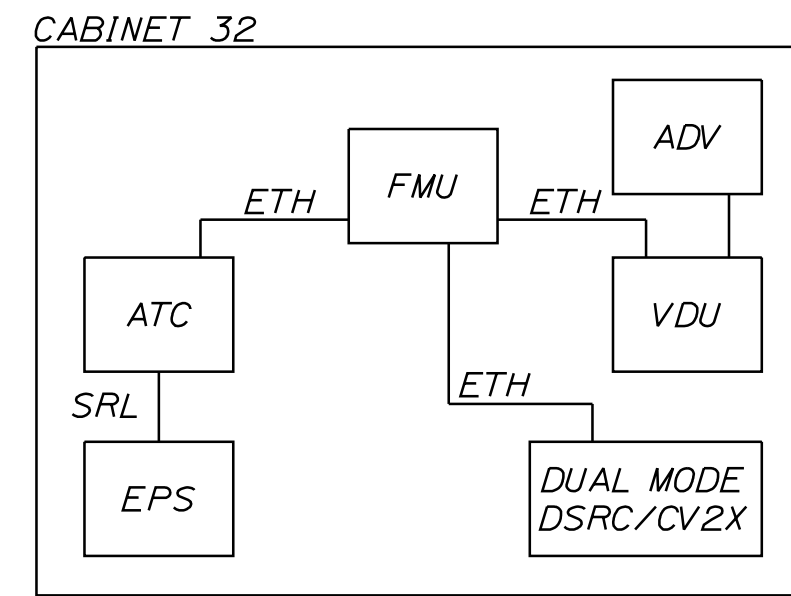 CABINET 32
ADV
FMU
ETH
ETH
ATC
VDU
ETH
SRL
EPS
DUAL MODE
DSRC/CV2X